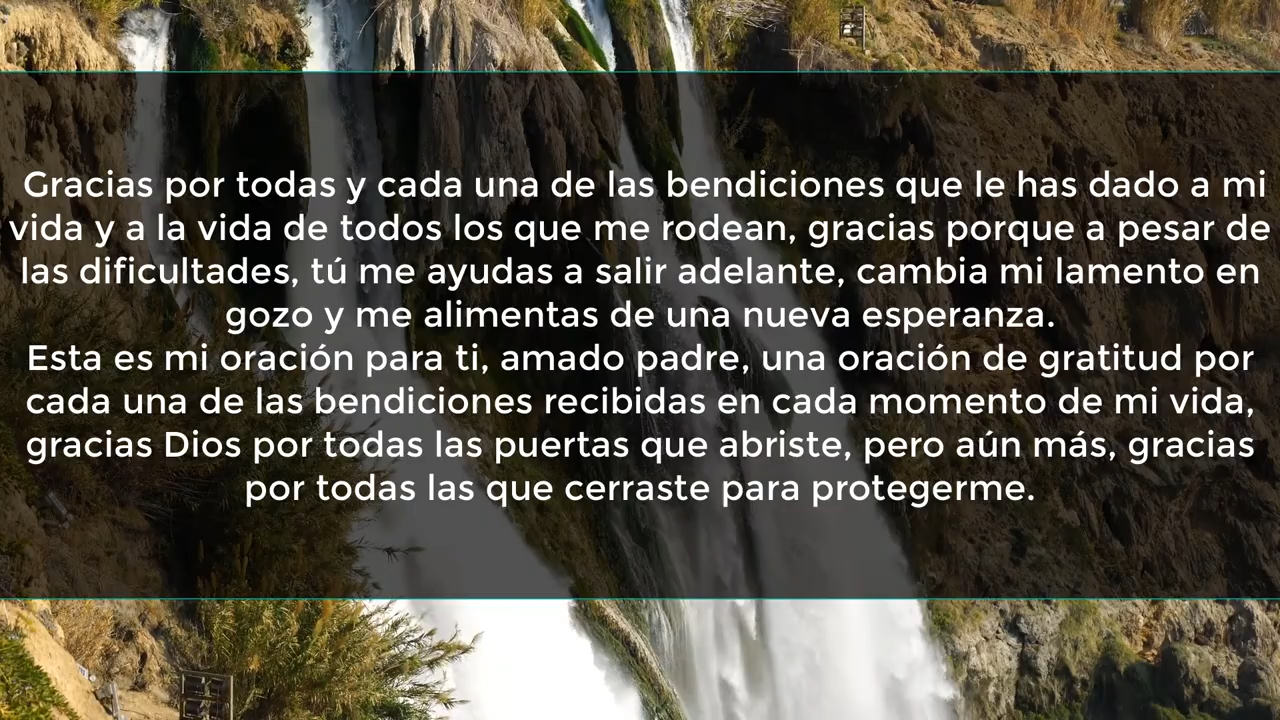 Gracias por todas y cada una de las bendiciones que le has dado a mi
vida y a la vida de todos los que me rodean, gracias porque a pesar de
las dificultades, tú me ayudas a salir adelante, cambia mi lamento en
gozo y me alimentas de una nueva esperanza.
Esta es mi oración para ti, amado padre, una oración de gratitud por
cada una de las bendiciones recibidas en cada momento de mi vida,
gracias Dios por todas las puertas que abriste, pero aún más, gracias
por todas las que cerraste para protegerme.